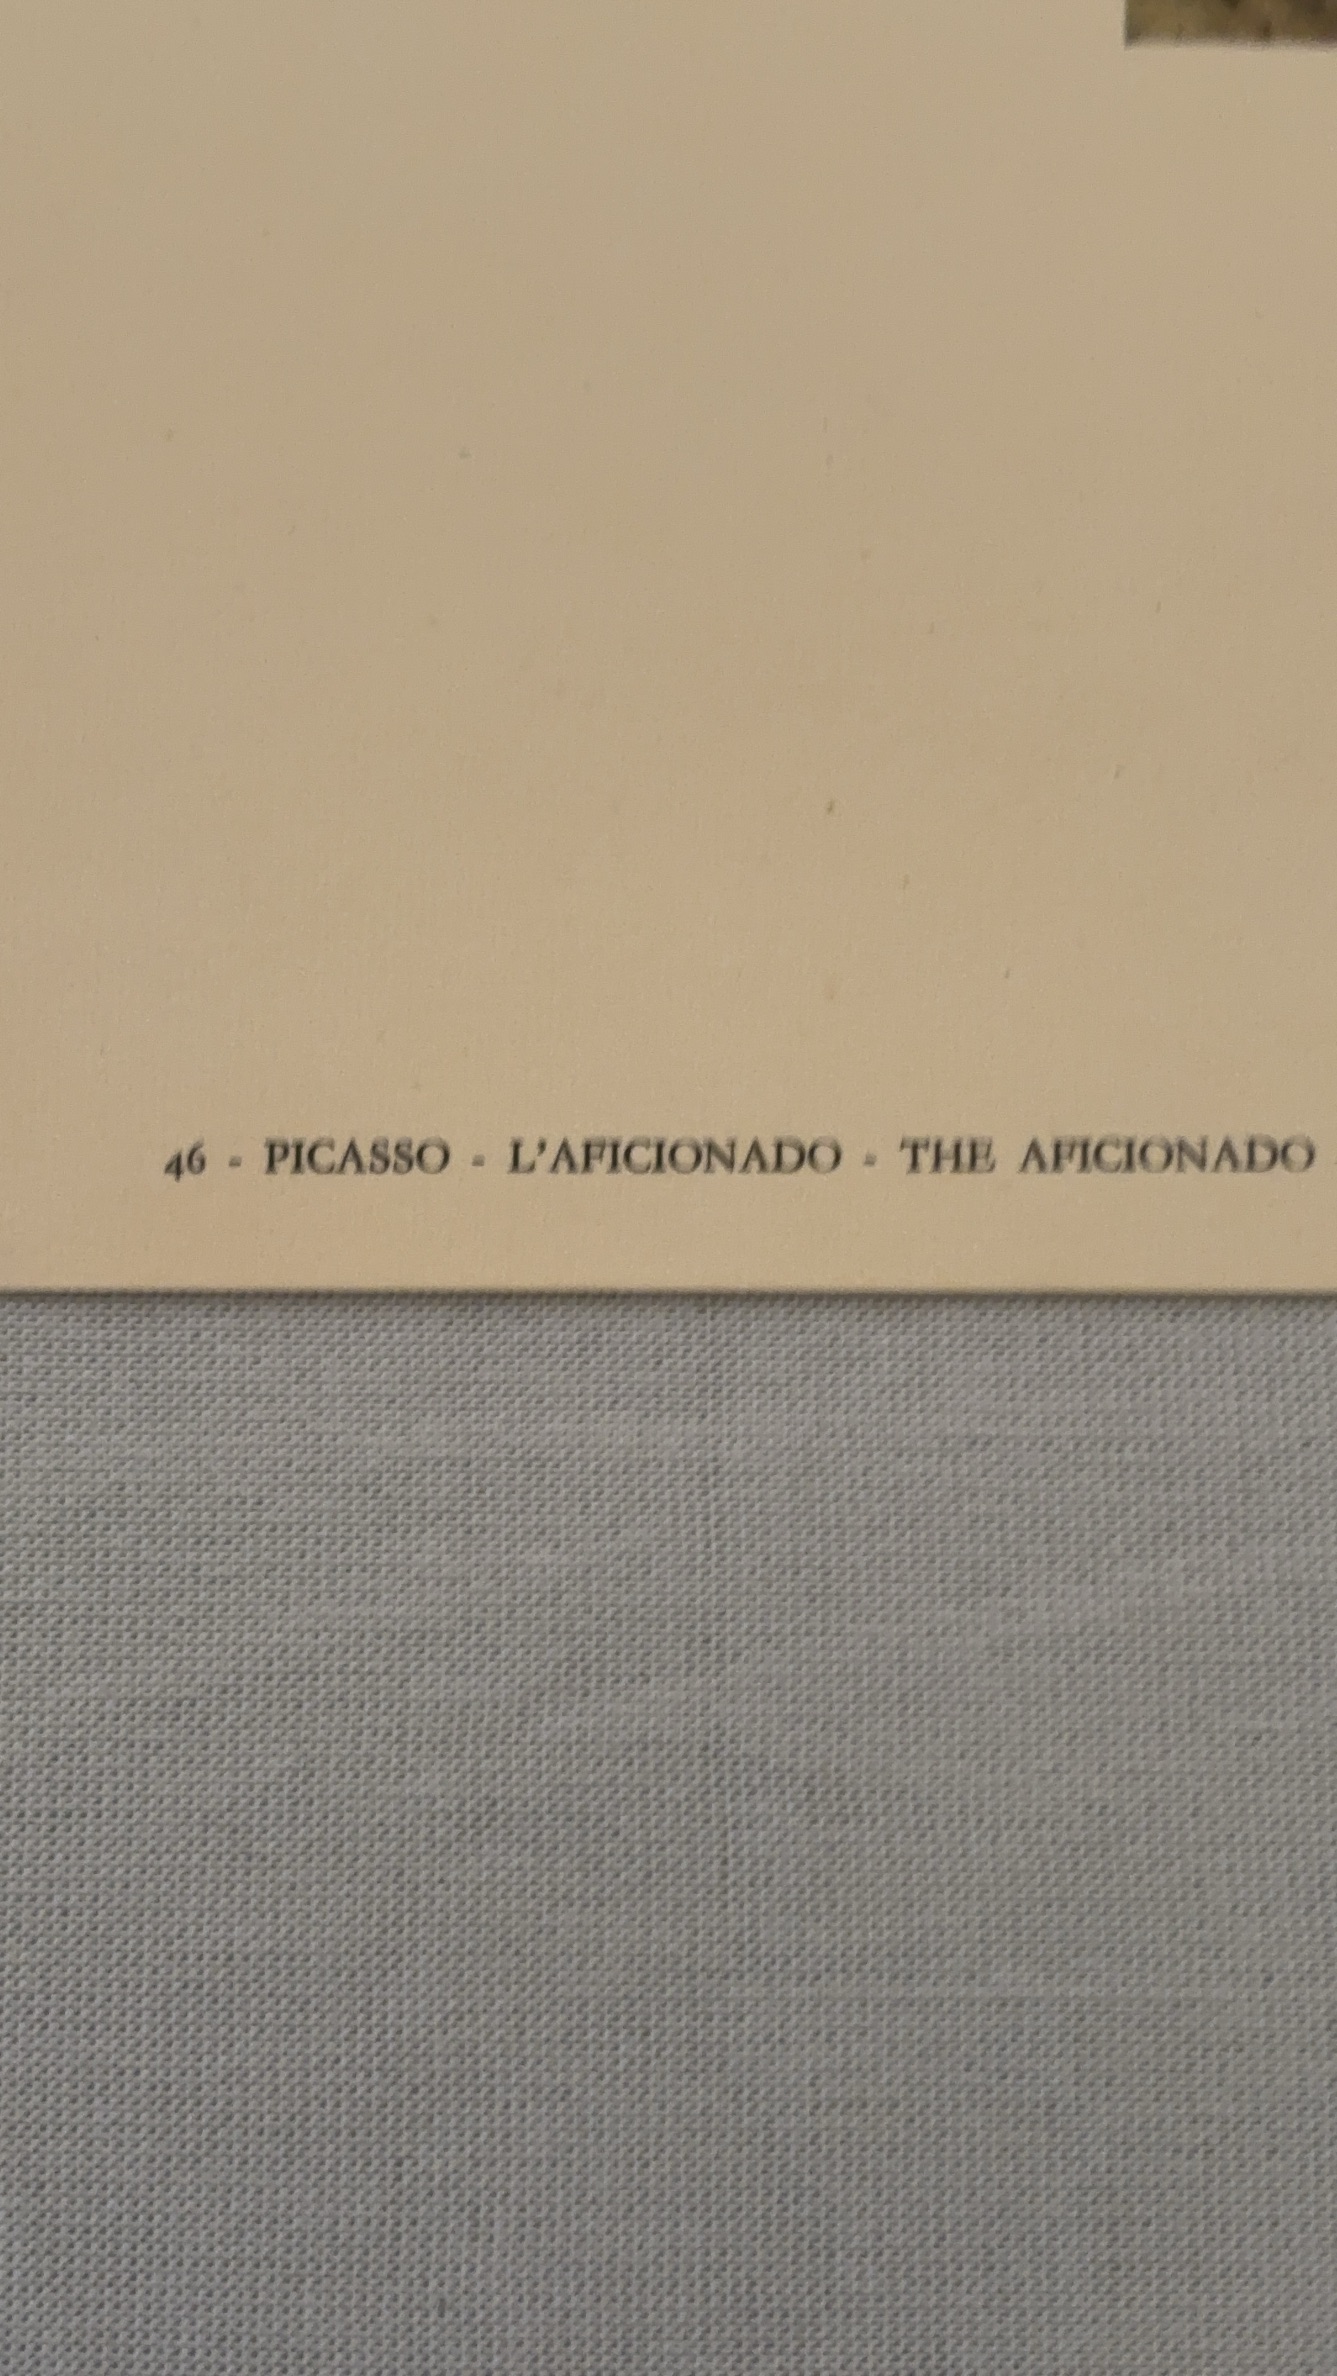 46 - PICASSO - L'AFICIONADO - THE AFICIONADO -